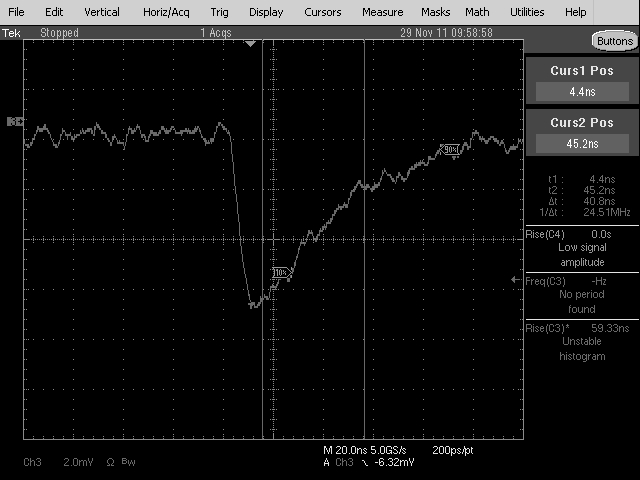 File Edit Vertical Horiz/Acq Trig Display Cursors Measure Masks Math Utilities Help
Tek Stopped 1 Acqs 29 Nov 11 09:58:58
Buttons
Curs1 Pos
4.4ns
Curs2 Pos
45.2ns
3
90%
10%
t1 : 4.4ns
t2 : 45.2ns
Δt : 40.8ns
1/Δt : 24.51MHz
Rise(C4) 0.0s
Low signal
amplitude
Freq(C3) -Hz
No period
found
Rise(C3)* 59.33ns
Unstable
histogram
M 20.0ns 5.0GS/s 200ps/pt
Ch3 2.0mV Ω Bw A Ch3 -6.32mV